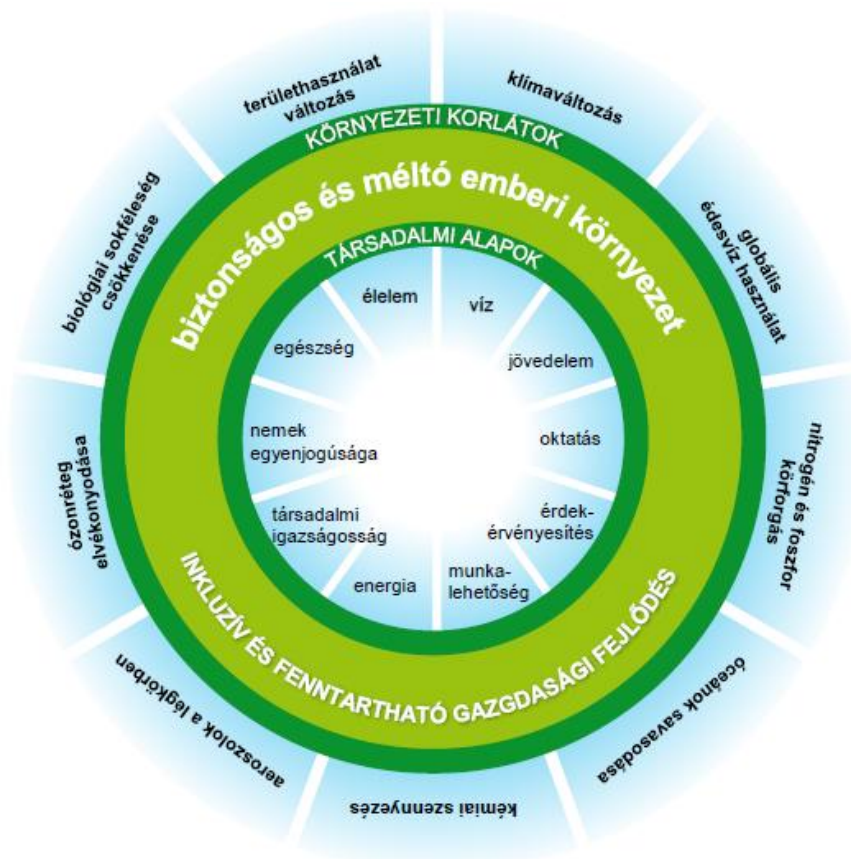 területhasználat
változás
klímaváltozás
globális
édesvíz használat
nitrogén és foszfor
körforgás
óceánok savasodása
kémiai szennyezés
aeroszolok a légkörben
ózonréteg
elvékonyodása
biológiai sokféleség
csökkenése
KÖRNYEZETI KORLÁTOK
biztonságos és méltó emberi környezet
TÁRSADALMI ALAPOK
élelem
víz
jövedelem
oktatás
érdek-
érvényesítés
munka-
lehetőség
energia
társadalmi
igazságosság
nemek
egyenjogúsága
egészség
INKLUZÍV ÉS FENNTARTHATÓ GAZGDASÁGI FEJLŐDÉS